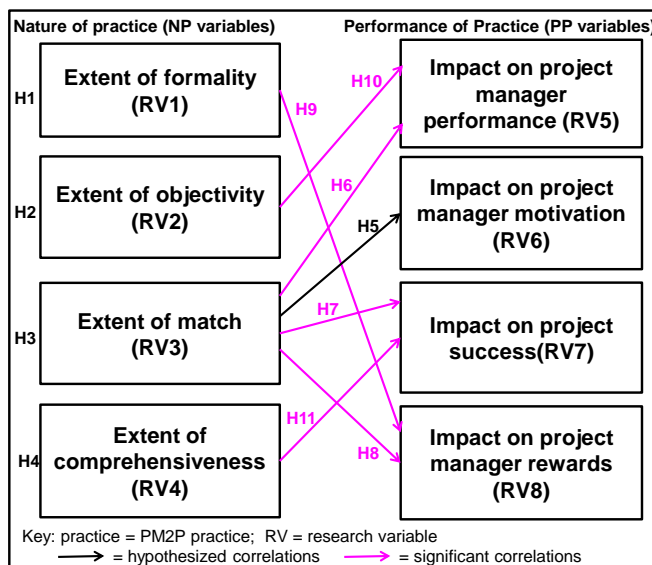 Nature of practice (NP variables)
Performance of Practice (PP variables)
H1
Extent of formality
(RV1)
H2
Extent of objectivity
(RV2)
H3
Extent of match
(RV3)
H4
Extent of
comprehensiveness
(RV4)
H10
H9
H6
H5
H7
H11
H8
Impact on project
manager
performance (RV5)
Impact on project
manager motivation
(RV6)
Impact on project
success(RV7)
Impact on project
manager rewards
(RV8)
Key: practice = PM2P practice; RV = research variable
= hypothesized correlations
= significant correlations